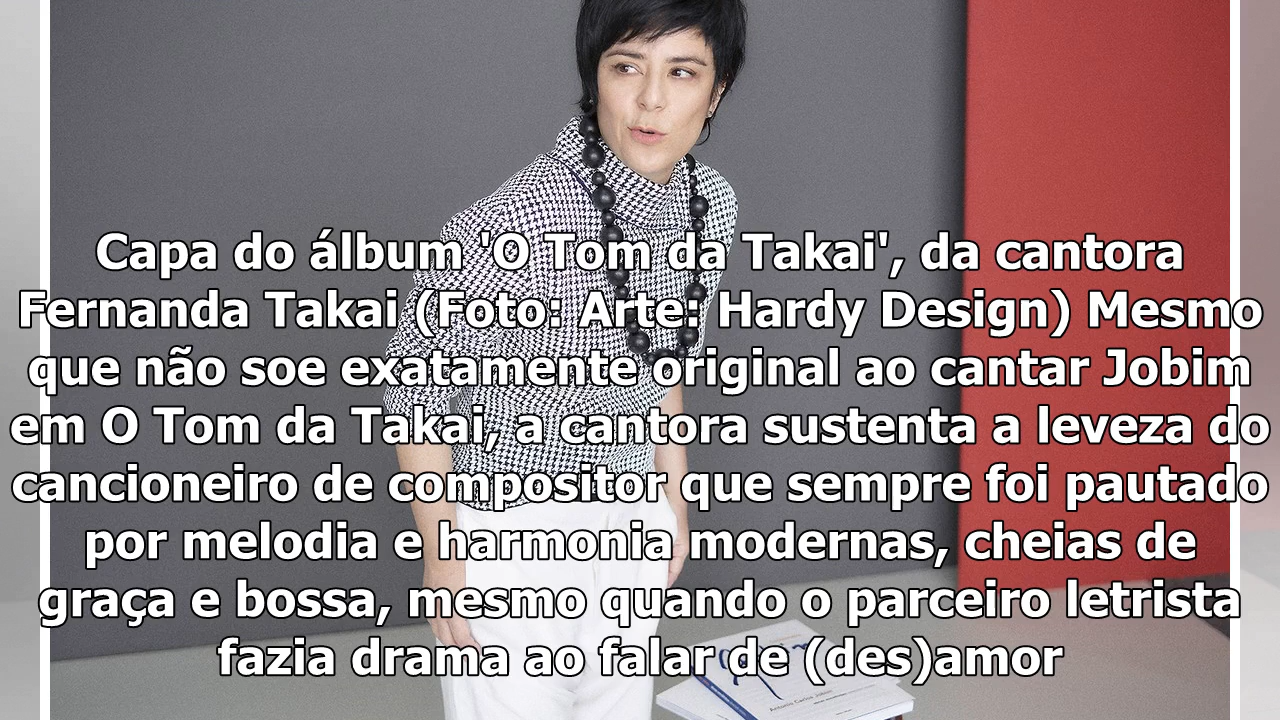 Capa do álbum 'O Tom da Takai', da cantora
Fernanda Takai (Foto: Arte: Hardy Design) Mesmo
que não soe exatamente original ao cantar Jobim
em O Tom da Takai, a cantora sustenta a leveza do
cancioneiro de compositor que sempre foi pautado
por melodia e harmonia modernas, cheias de
graça e bossa, mesmo quando o parceiro letrista
fazia drama ao falar de (des)amor
Antonio Carlos Jobim